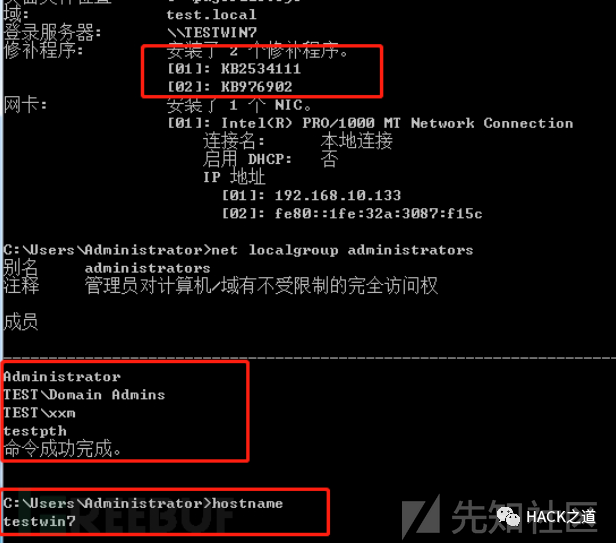 域:               test.local
登录服务器:       \\TESTWIN7
修补程序:         安装了 2 个修补程序。
                  [01]: KB2534111
                  [02]: KB976902
网卡:             安装了 1 个 NIC。
                  [01]: Intel(R) PRO/1000 MT Network Connection
                      连接名:      本地连接
                      启用 DHCP:   否
                      IP 地址
                        [01]: 192.168.10.133
                        [02]: fe80::1fe:32a:3087:f15c
C:\Users\Administrator>net localgroup administrators
别名     administrators
注释     管理员对计算机/域有不受限制的完全访问权
成员
-------------------------------------------------------------------------------
Administrator
TEST\Domain Admins
TEST\xxm
testpth
命令成功完成。
C:\Users\Administrator>hostname
testwin7
REEBUF
先知社区
HACK之道